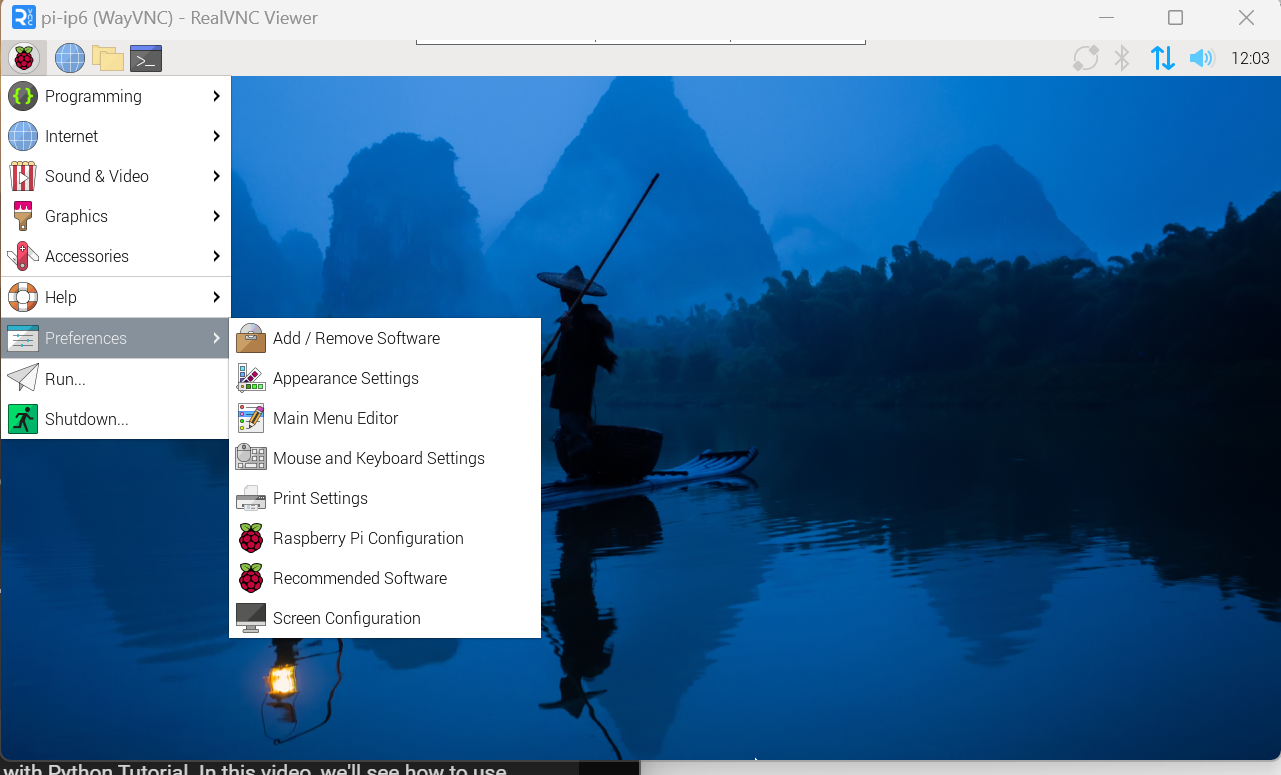 pi-ip6 (WayVNC) - RealVNC Viewer
12:03
Programming
Internet
Sound & Video
Graphics
Accessories
Help
Preferences
Run...
Shutdown...
Add / Remove Software
Appearance Settings
Main Menu Editor
Mouse and Keyboard Settings
Print Settings
Raspberry Pi Configuration
Recommended Software
Screen Configuration
with Python Tutorial. In this video, we'll see how to use